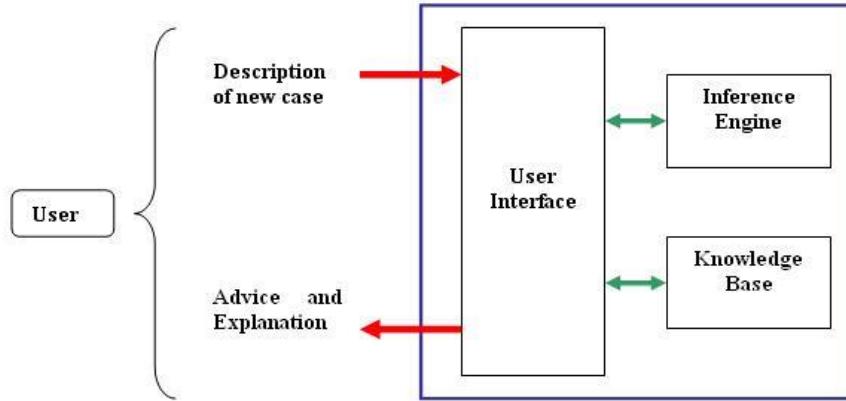 User
Description
of new case
Advice and
Explanation
User
Interface
Inference
Engine
Knowledge
Base